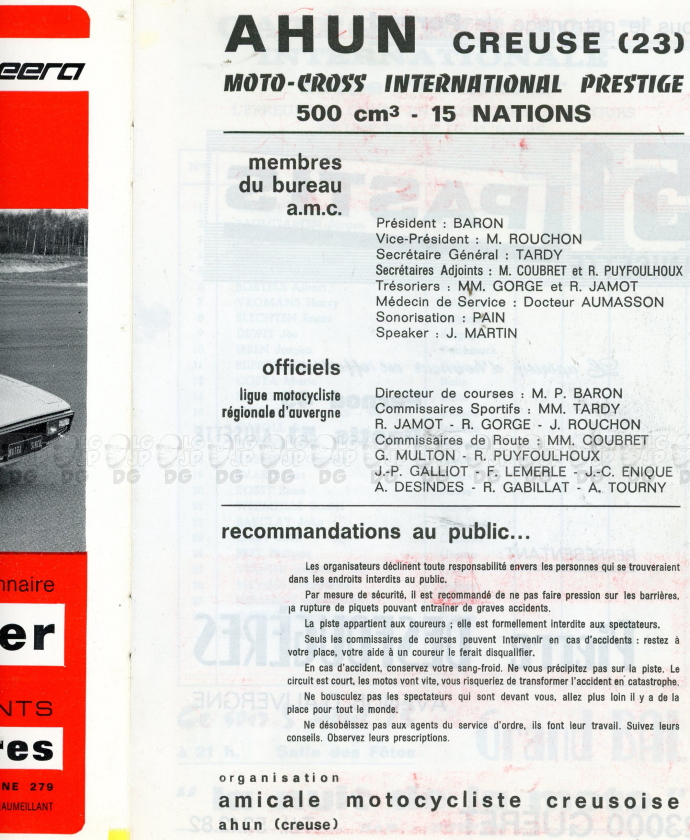 AHUN CREUSE (23)
MOTO-CROSS INTERNATIONAL PRESTIGE
500 cm³ - 15 NATIONS
membres
du bureau
a.m.c.
Président : BARON
Vice-Président : M. ROUCHON
Secrétaire Général : TARDY
Secrétaires Adjoints : M. COUBRET et R. PUYFOULHOUX
Trésoriers : MM. GORGE et R. JAMOT
Médecin de Service : Docteur AUMASSON
Sonorisation : PAIN
Speaker : J. MARTIN
officiels
ligue motocycliste
régionale d'auvergne
Directeur de courses : M. P. BARON
Commissaires Sportifs : MM. TARDY
R. JAMOT - R. GORGE - J. ROUCHON
Commissaires de Route : MM. COUBRET
G. MULTON - R. PUYFOULHOUX
J.-P. GALLIOT - F. LEMERLE - J.-C. ENIQUE
A. DESINDES - R. GABILLAT - A. TOURNY
recommandations au public...
Les organisateurs déclinent toute responsabilité envers les personnes qui se trouveraient
dans les endroits interdits au public.
Par mesure de sécurité, il est recommandé de ne pas faire pression sur les barrières,
la rupture de piquets pouvant entraîner de graves accidents.
La piste appartient aux coureurs ; elle est formellement interdite aux spectateurs.
Seuls les commissaires de courses peuvent intervenir en cas d'accidents : restez à
votre place, votre aide à un coureur le ferait disqualifier.
En cas d'accident, conservez votre sang-froid. Ne vous précipitez pas sur la piste. Le
circuit est court, les motos vont vite, vous risqueriez de transformer l'accident en catastrophe.
Ne bousculez pas les spectateurs qui sont devant vous, allez plus loin il y a de la
place pour tout le monde.
Ne désobéissez pas aux agents du service d'ordre, ils font leur travail. Suivez leurs
conseils. Observez leurs prescriptions.
organisation
amicale motocycliste creusoise
ahun (creuse)
eera
nnaire
er
NTS
res
NE 279
AUMEILLANT